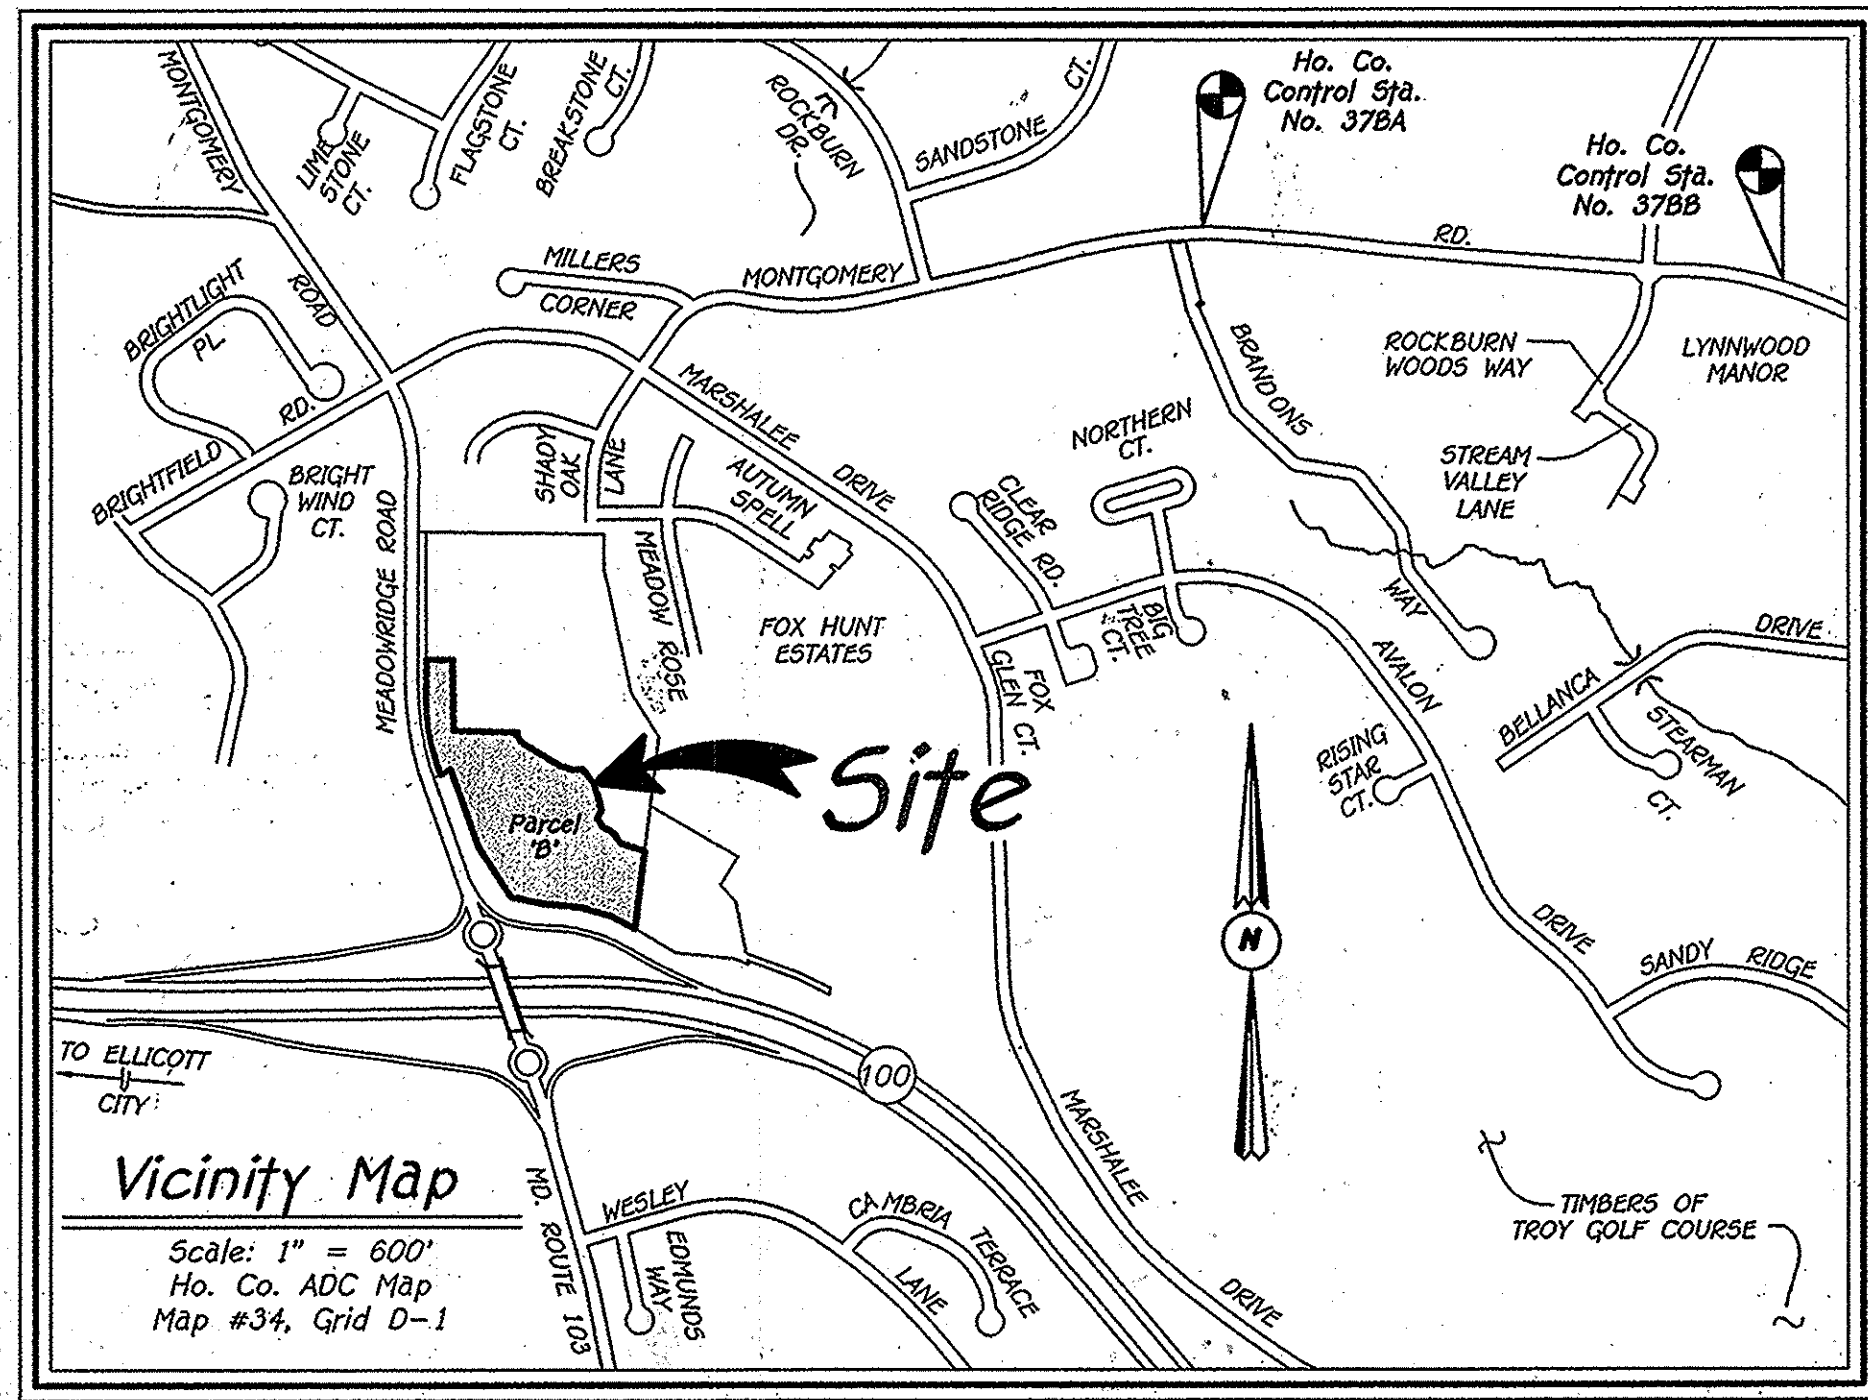 MONTGOMERY
ROAD
LIME
STONE
CT.
FLAGSTONE
CT.
BREAKSTONE
CT.
ROCKBURN
DR.
SANDSTONE
CT.
Ho. Co.
Control Sta.
No. 37BA
Ho. Co.
Control Sta.
No. 37BB
MILLERS
CORNER
MONTGOMERY
RD.
BRIGHTLIGHT
PL.
BRIGHTFIELD
RD.
BRIGHT
WIND
CT.
MARSHALEE
DRIVE
SHADY
OAK
LANE
AUTUMN
SPELL
BRANDONS
WAY
ROCKBURN
WOODS WAY
LYNNWOOD
MANOR
STREAM
VALLEY
LANE
NORTHERN
CT.
CLEAR
RIDGE RD.
BIG
TREE
CT.
MEADOWRIDGE ROAD
MEADOW ROSE
FOX HUNT
ESTATES
FOX
GLEN CT.
AVALON
DRIVE
RISING
STAR
CT.
BELLANCA
DRIVE
STEARMAN
CT.
Site
Parcel
'B'
N
SANDY RIDGE
TO ELLICOTT
CITY
100
Vicinity Map
Scale: 1" = 600'
Ho. Co. ADC Map
Map #34, Grid D-1
MD. ROUTE 103
WESLEY
LANE
EDMUNDS
WAY
CAMBRIA
TERRACE
MARSHALEE
DRIVE
TIMBERS OF
TROY GOLF COURSE